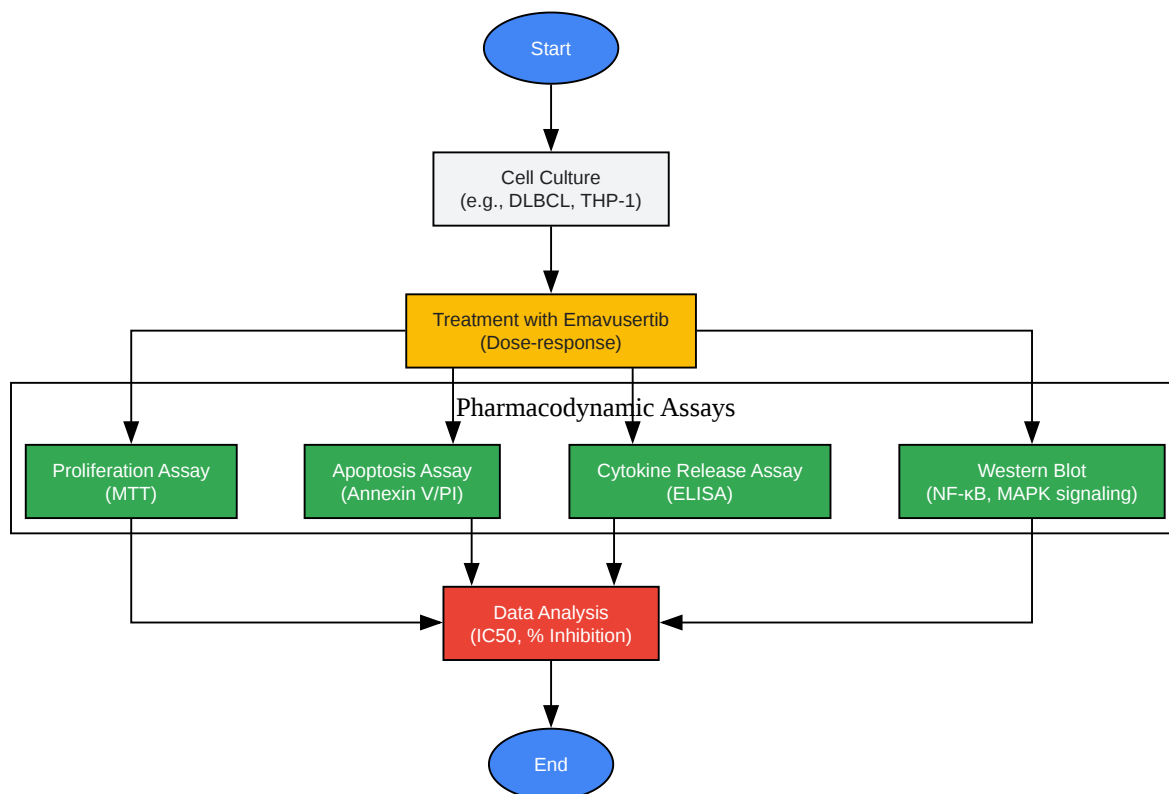 Start
Cell Culture
(e.g., DLBCL, THP-1)
Treatment with Emavusertib
(Dose-response)
Pharmacodynamic Assays
Proliferation Assay
(MTT)
Apoptosis Assay
(Annexin V/PI)
Cytokine Release Assay
(ELISA)
Western Blot
(NF-κB, MAPK signaling)
Data Analysis
(IC50, % Inhibition)
End